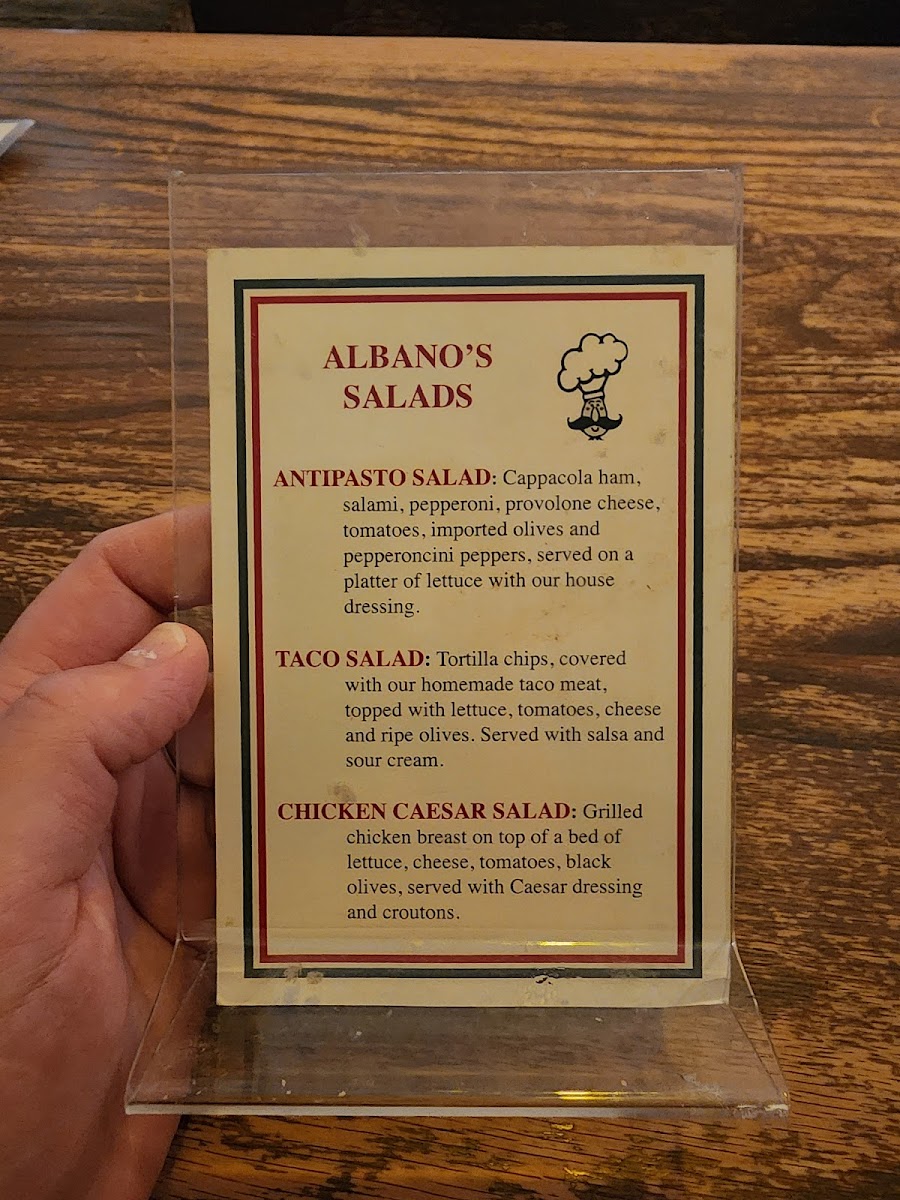 ALBANO'S
SALADS
ANTIPASTO SALAD: Cappacola ham,
salami, pepperoni, provolone cheese,
tomatoes, imported olives and
pepperoncini peppers, served on a
platter of lettuce with our house
dressing.
TACO SALAD: Tortilla chips, covered
with our homemade taco meat,
topped with lettuce, tomatoes, cheese
and ripe olives. Served with salsa and
sour cream.
CHICKEN CAESAR SALAD: Grilled
chicken breast on top of a bed of
lettuce, cheese, tomatoes, black
olives, served with Caesar dressing
and croutons.